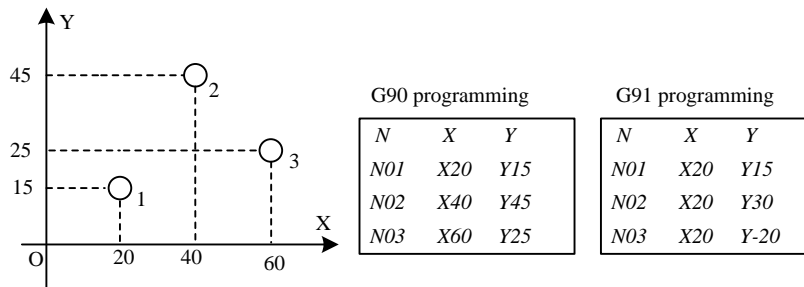 Y
45
2
25
3
15
1
X
O
20
40
60
G90 programming
N X Y
N01 X20 Y15
N02 X40 Y45
N03 X60 Y25
G91 programming
N X Y
N01 X20 Y15
N02 X20 Y30
N03 X20 Y-20